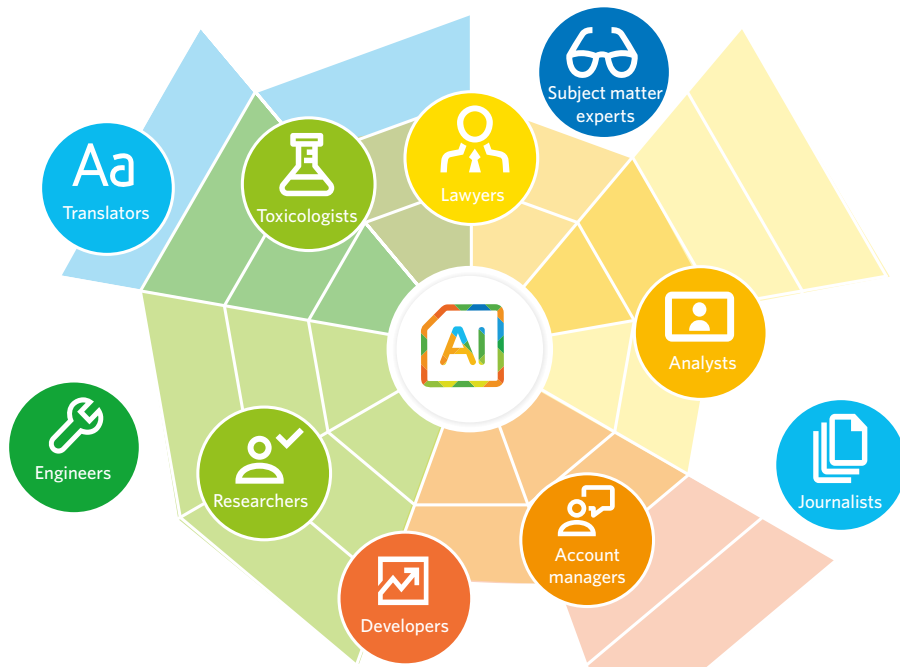 Subject matter
experts
Aa
Translators
Toxicologists
Lawyers
AI
Analysts
Engineers
Researchers
Journalists
Account
managers
Developers